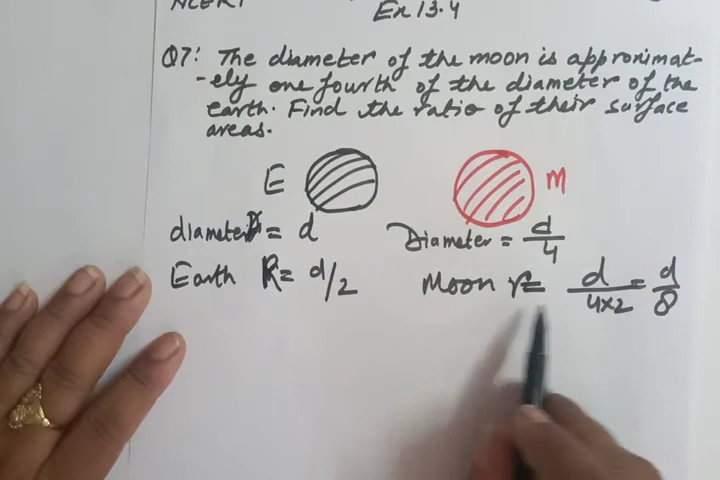 NCERT
Ex 13.4
Q7: The diameter of the moon is approximat-
-ely one fourth of the diameter of the
earth. Find the ratio of their surface
areas.
E M
diameter = d Diameter = d/4
Earth R = d/2 Moon r = d/4×2 = d/8